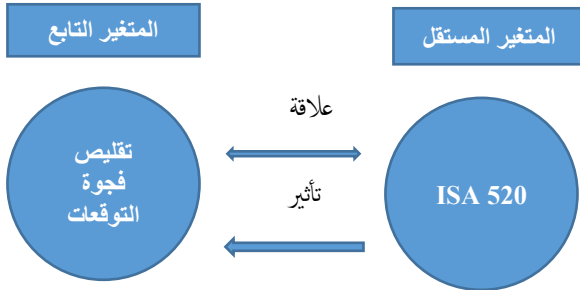 المتغير المستقل
المتغير التابع
علاقة
تأثير
ISA 520
تقليص
فجوة
التوقعات